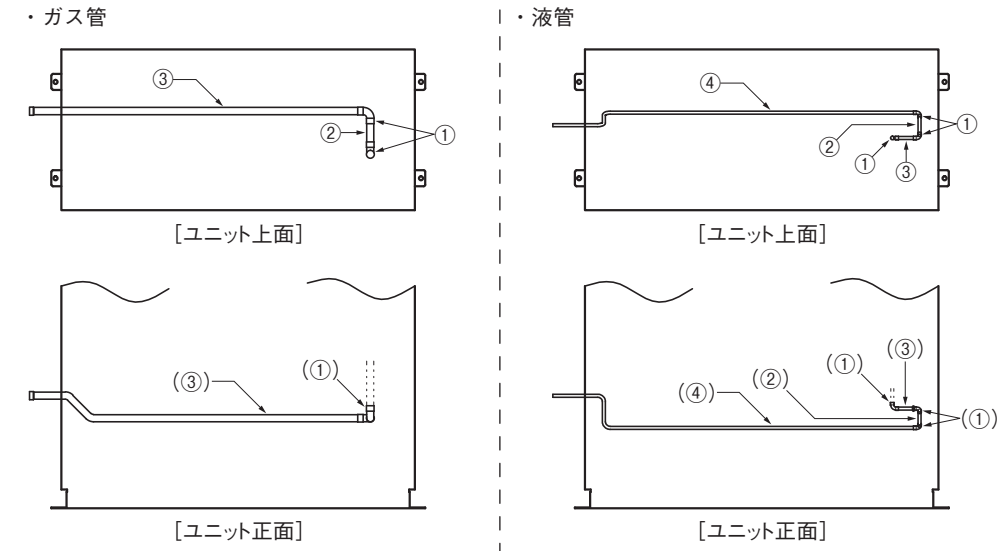 ・ガス管
③
②
①
[ユニット上面]
(③)
(①)
[ユニット正面]
・液管
④
②
①
①
③
[ユニット上面]
(③)
(①)
(②)
(④)
(①)
[ユニット正面]